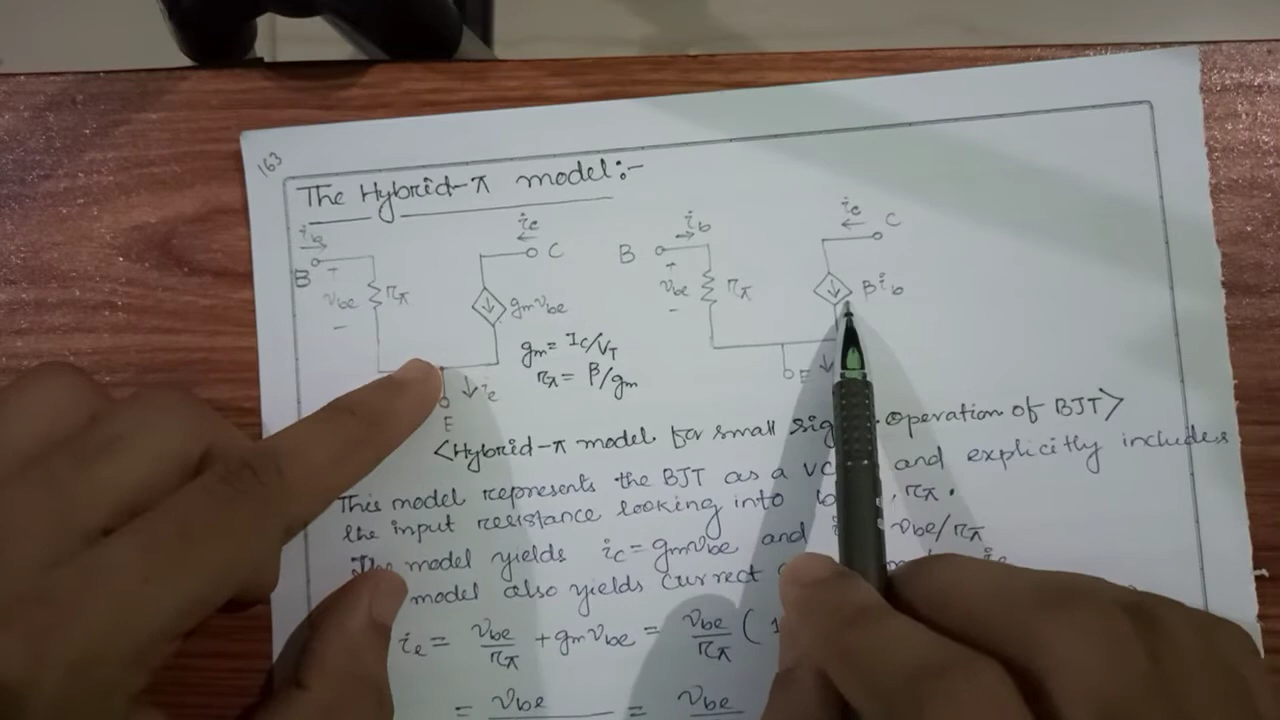 163
The Hybrid-π model:-
ib ic ib ic
B C B C
+ vbe - rπ gmvbe + vbe - rπ βib
gm = Ic/VT
rπ = β/gm
ie
E E
<Hybrid-π model for small operation of BJT>
This model represents the BJT as a and explicitly includes
the input resistance looking into , rπ.
The model yields ic = gmvbe and vbe/rπ
model also yields current ie
ie = vbe/rπ + gmvbe = vbe/rπ ( 1
= vbe = vbe